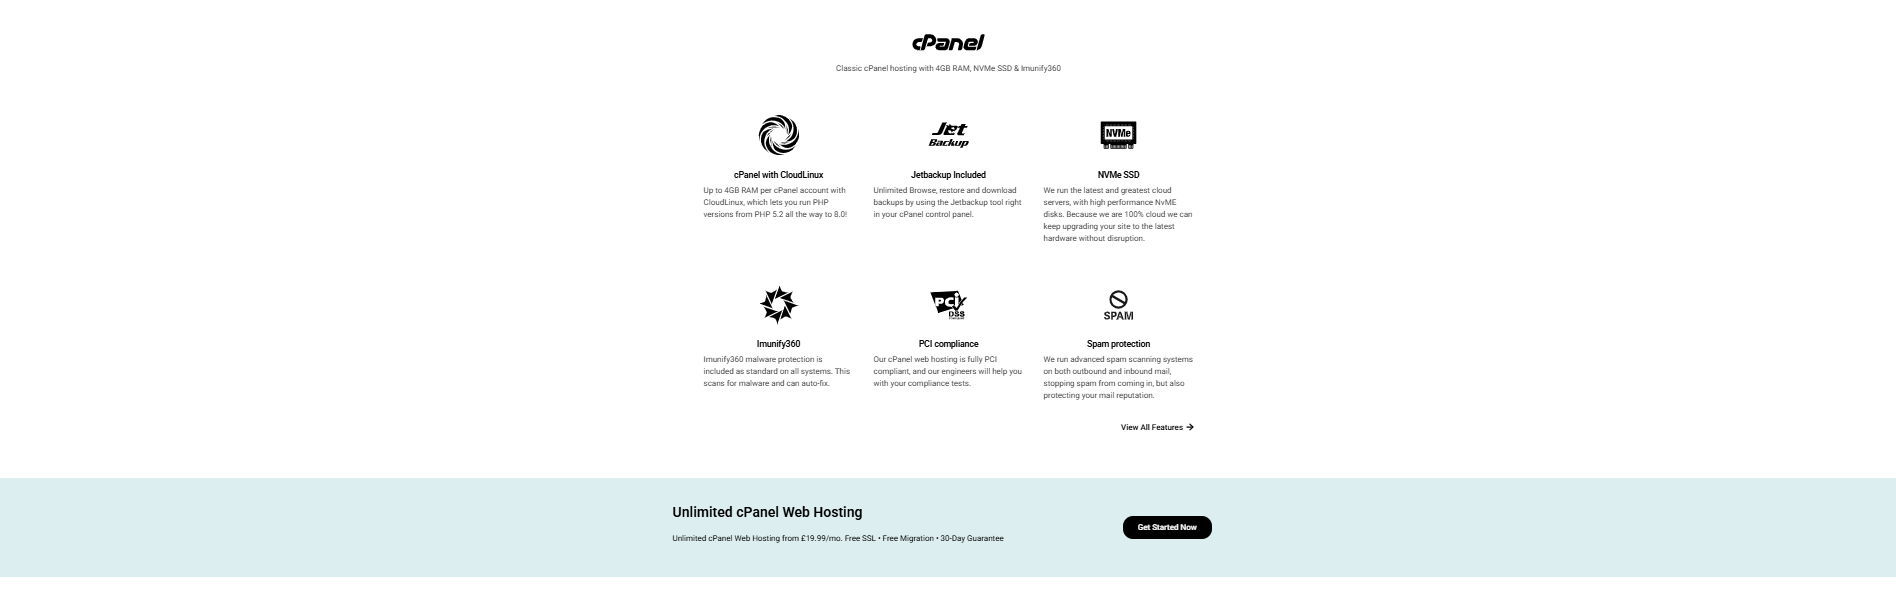 cPanel
Classic cPanel hosting with 4GB RAM, NVMe SSD & Imunify360
Jet
Backup
NVMe
cPanel with CloudLinux
Up to 4GB RAM per cPanel account with
CloudLinux, which lets you run PHP
versions from PHP 5.2 all the way to 8.0!
Jetbackup Included
Unlimited Browse, restore and download
backups by using the Jetbackup tool right
in your cPanel control panel.
NVMe SSD
We run the latest and greatest cloud
servers, with high performance NvME
disks. Because we are 100% cloud we can
keep upgrading your site to the latest
hardware without disruption.
PCI
DSS
SPAM
Imunify360
Imunify360 malware protection is
included as standard on all systems. This
scans for malware and can auto-fix.
PCI compliance
Our cPanel web hosting is fully PCI
compliant, and our engineers will help you
with your compliance tests.
Spam protection
We run advanced spam scanning systems
on both outbound and inbound mail,
stopping spam from coming in, but also
protecting your mail reputation.
View All Features →
Unlimited cPanel Web Hosting
Unlimited cPanel Web Hosting from £19.99/mo. Free SSL • Free Migration • 30-Day Guarantee
Get Started Now